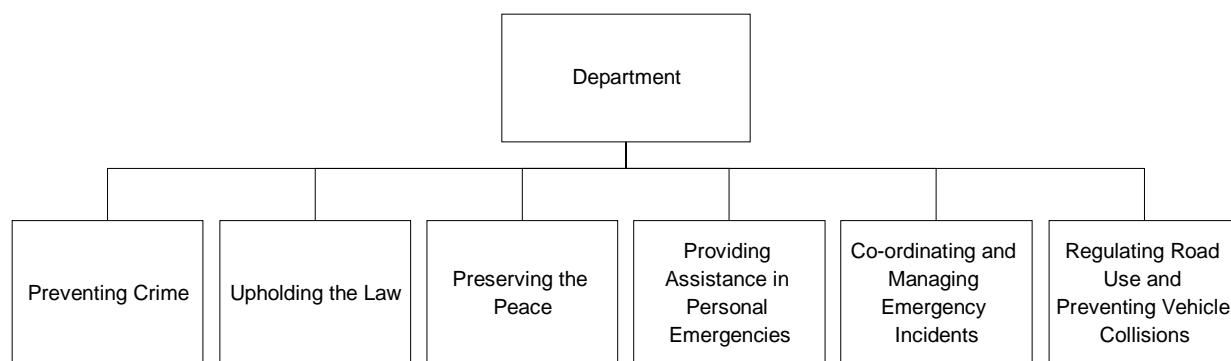 Department
Preventing Crime
Upholding the Law
Preserving the
Peace
Providing
Assistance in
Personal
Emergencies
Co-ordinating and
Managing
Emergency
Incidents
Regulating Road
Use and
Preventing Vehicle
Collisions